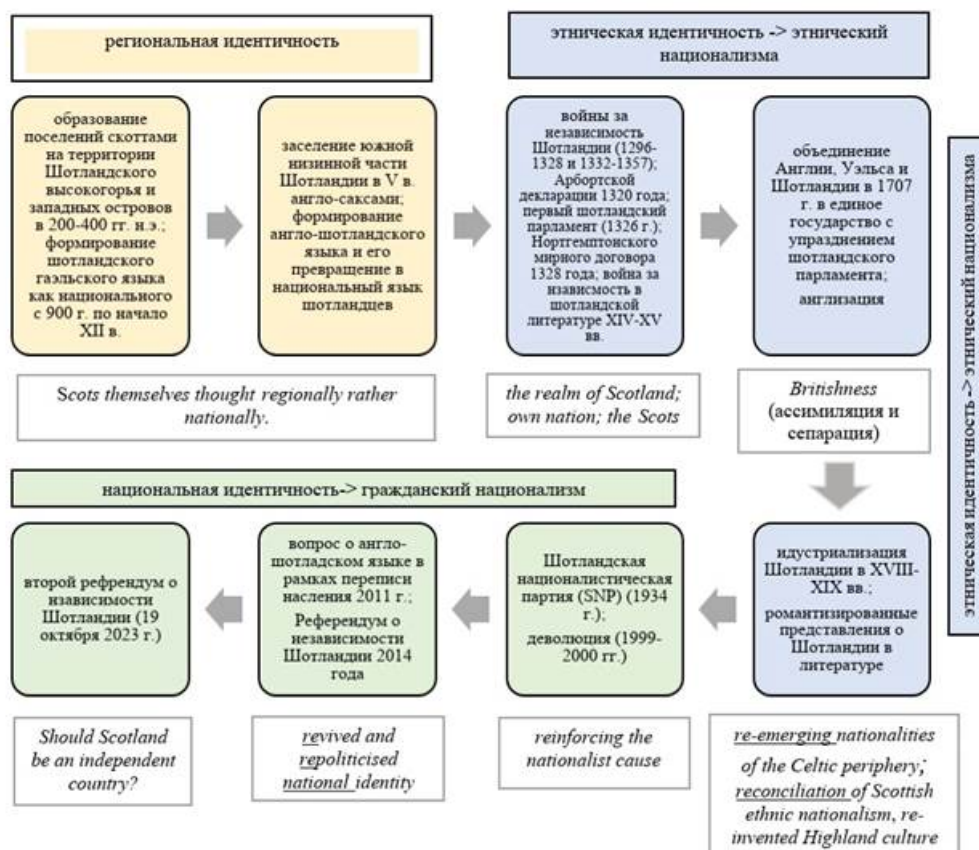 региональная идентичность
этническая идентичность -> этнический
национализма
образование
поселений скоттами
на территории
Шотландского
высокогорья и
западных островов
в 200-400 гг. н.э.;
формирование
шотландского
гаэльского языка
как национального
с 900 г. по начало
XII в.
заселение южной
низинной части
Шотландии в V в.
англо-саксами;
формирование
англо-шотландского
языка и его
превращение в
национальный язык
шотландцев
войны за
независимость
Шотландии (1296-
1328 и 1332-1357);
Арбортской
декларации 1320 года;
первый шотландский
парламент (1326 г.);
Нортгемптонского
мирного договора
1328 года; война за
нзависмость в
шотландской
литературе XIV-XV
вв.
объединение
Англии, Уэльса и
Шотландии в 1707
г. в единое
государство с
упразднением
шотландского
парламента;
англизация
этническая идентичность -> этнический национализма
Scots themselves thought regionally rather
nationally.
the realm of Scotland;
own nation; the Scots
Britishness
(ассимиляция и
сепарация)
национальная идентичность-> гражданский национализм
второй рефрендум о
нзависимости
Шотландии (19
октября 2023 г.)
вопрос о англо-
шотладском языке в
рамках переписи
насления 2011 г.;
Референдум о
независимости
Шотландии 2014
года
Шотландская
националистическая
партия (SNP) (1934
г.);
деволюция (1999-
2000 гг.)
идустриализация
Шотландии в XVIII-
XIX вв.;
романтизированные
представления о
Шотландии в
литературе
Should Scotland
be an independent
country?
revived and
repoliticised
national identity
reinforcing the
nationalist cause
re-emerging nationalities
of the Celtic periphery;
reconciliation of Scottish
ethnic nationalism, re-
invented Highland culture